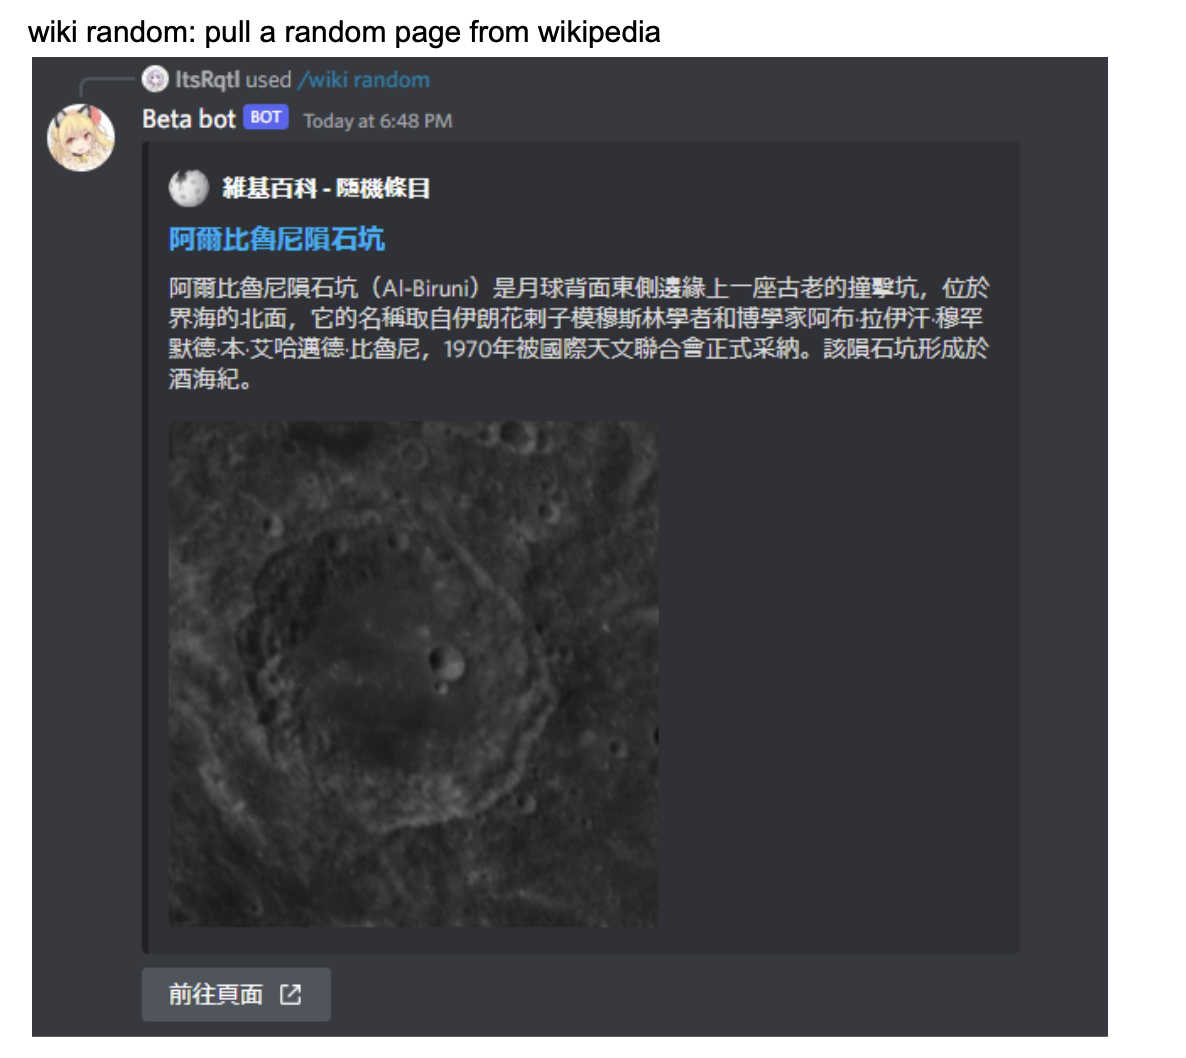 wiki random: pull a random page from wikipedia
ItsRqtl used /wiki random
Beta bot BOT Today at 6:48 PM
維基百科 - 隨機條目
阿爾比魯尼隕石坑
阿爾比魯尼隕石坑（Al-Biruni）是月球背面東側邊緣上一座古老的撞擊坑，位於
界海的北面，它的名稱取自伊朗花剌子模穆斯林學者和博學家阿布·拉伊汗·穆罕
默德·本·艾哈邁德·比魯尼，1970年被國際天文聯合會正式采納。該隕石坑形成於
酒海紀。
前往頁面